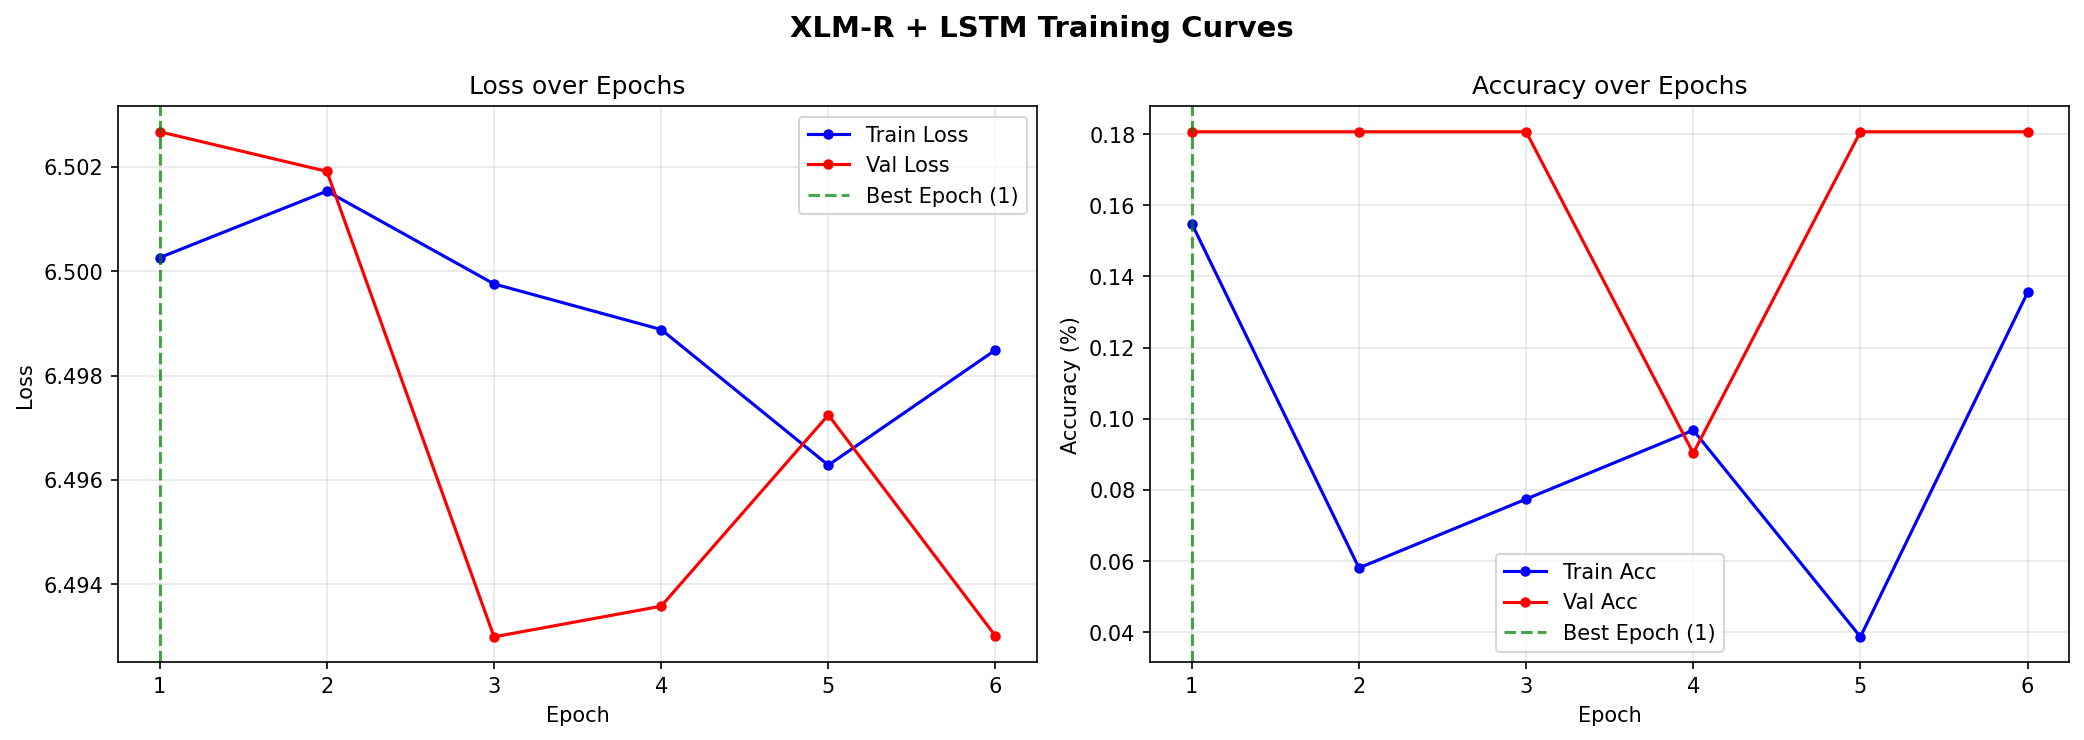 XLM-R + LSTM Training Curves
Loss over Epochs
Train Loss
Val Loss
Best Epoch (1)
6.502
6.500
6.498
6.496
6.494
Loss
1 2 3 4 5 6
Epoch
Accuracy over Epochs
0.18
0.16
0.14
0.12
0.10
0.08
0.06
0.04
Accuracy (%)
Train Acc
Val Acc
Best Epoch (1)
1 2 3 4 5 6
Epoch